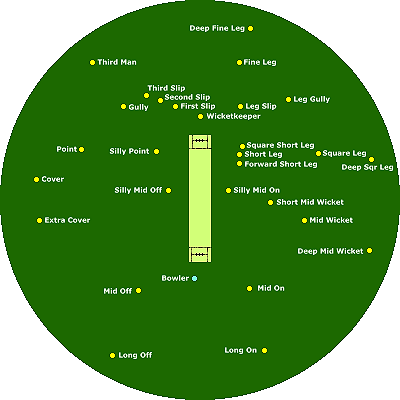 Deep Fine Leg
Third Man
Fine Leg
Third Slip
Second Slip
Leg Gully
Gully
First Slip
Leg Slip
Wicketkeeper
Point
Silly Point
Square Short Leg
Short Leg
Square Leg
Forward Short Leg
Deep Sqr Leg
Cover
Silly Mid Off
Silly Mid On
Short Mid Wicket
Extra Cover
Mid Wicket
Deep Mid Wicket
Bowler
Mid Off
Mid On
Long Off
Long On